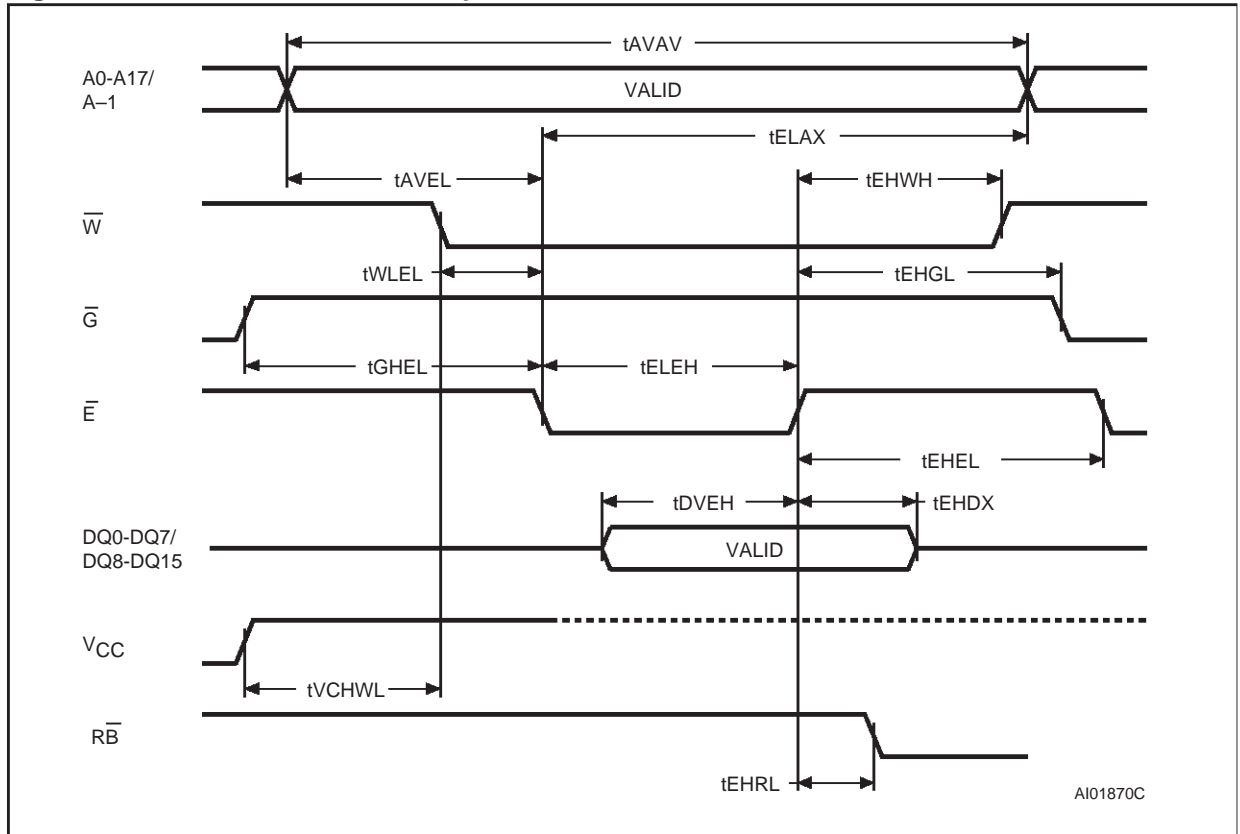 tAVAV
A0-A17/
A–1
VALID
tELAX
tAVEL
tEHWH
W̅
tWLEL
tEHGL
G̅
tGHEL
tELEH
E̅
tEHEL
tDVEH
tEHDX
DQ0-DQ7/
DQ8-DQ15
VALID
VCC
tVCHWL
RB̅
tEHRL
AI01870C